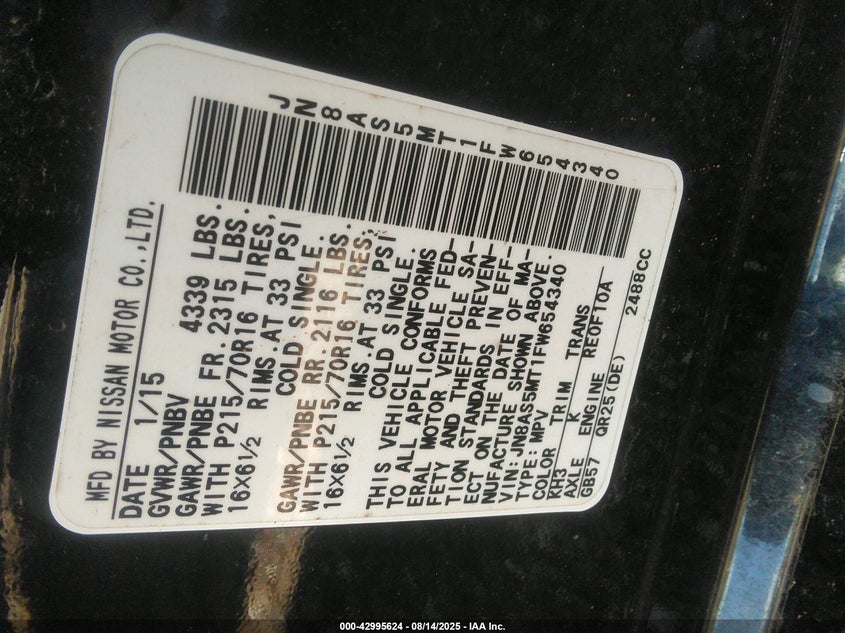 MFD BY NISSAN MOTOR CO.,LTD.
DATE 1/15
GVWR/PNBV 4339 LBS.
GAWR/PNBE FR.2315 LBS.
WITH P215/70R16 TIRES,
16X6½ RIMS.AT 33 PSI
COLD SINGLE.
GAWR/PNBE RR.2116 LBS.
WITH P215/70R16 TIRES,
16X6½ RIMS.AT 33 PSI
COLD SINGLE.
THIS VEHICLE CONFORMS
TO ALL APPLICABLE FED-
ERAL MOTOR VEHICLE SA-
FETY AND THEFT PREVEN-
TION STANDARDS IN EFF-
ECT ON THE DATE OF MA-
NUFACTURE SHOWN ABOVE.
VIN:JN8AS5MT1FW654340
TYPE:MPV
COLOR TRIM TRANS
KH3 K RE0F10A
AXLE ENGINE
GB57 QR25(DE) 2488CC
JN8AS5MT1FW654340
000-42995624 - 08/14/2025 - IAA Inc.